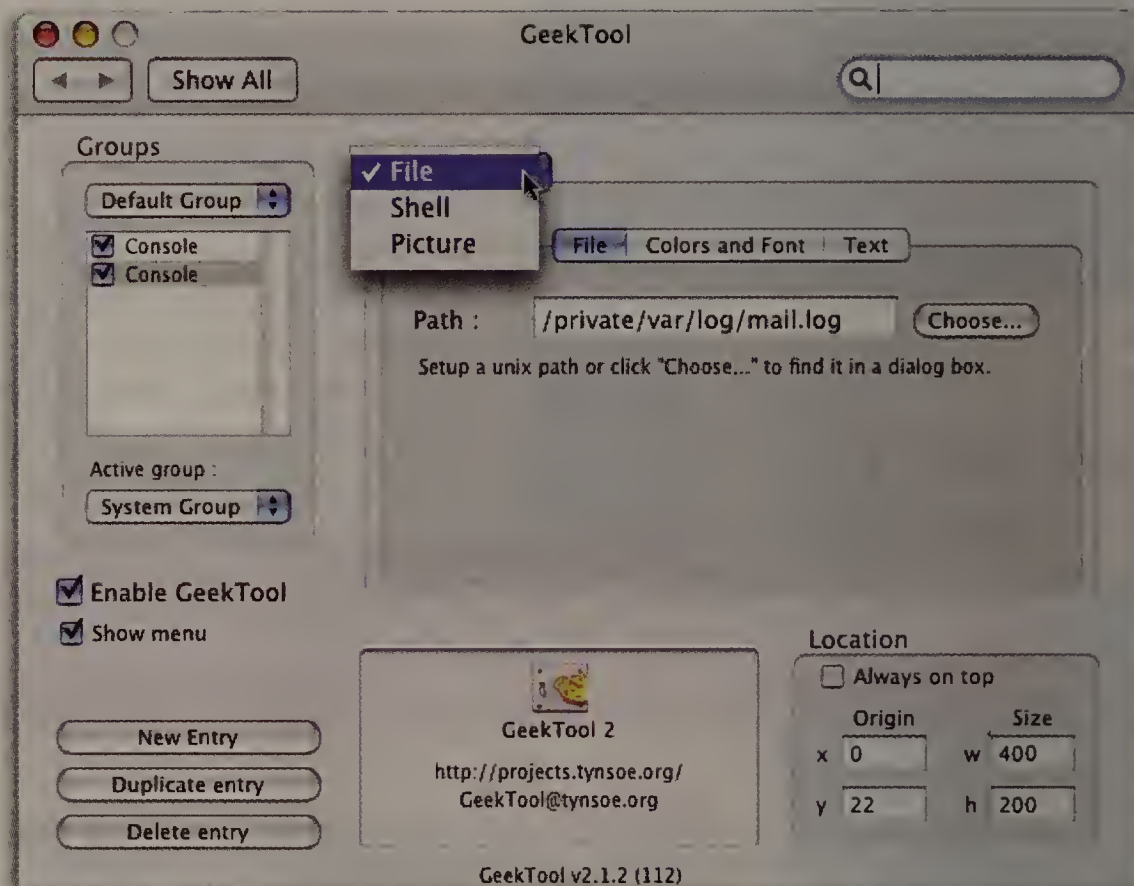 GeekTool
Show All
Groups
Default Group
Console
Console
Active group :
System Group
File
Shell
Picture
File
Colors and Font
Text
Path :
/private/var/log/mail.log
Choose...
Setup a unix path or click "Choose..." to find it in a dialog box.
Enable GeekTool
Show menu
New Entry
Duplicate entry
Delete entry
GeekTool 2
http://projects.tynsoe.org/
GeekTool@tynsoe.org
Location
Always on top
Origin
Size
x 0
w 400
y 22
h 200
GeekTool v2.1.2 (112)